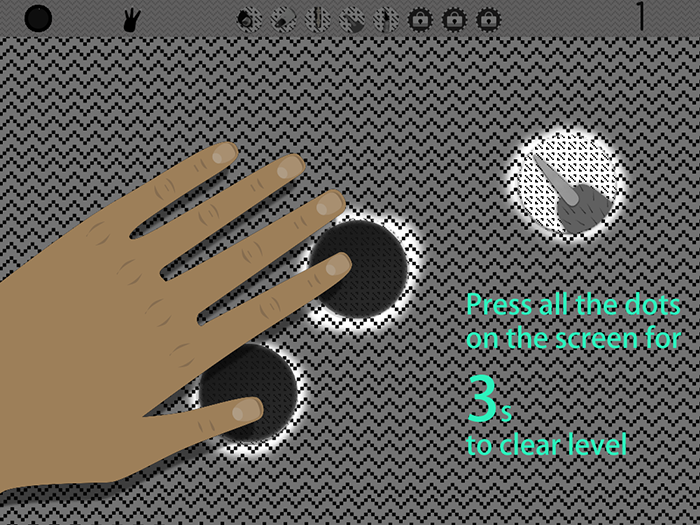 1
Press all the dots
on the screen for
3s
to clear level